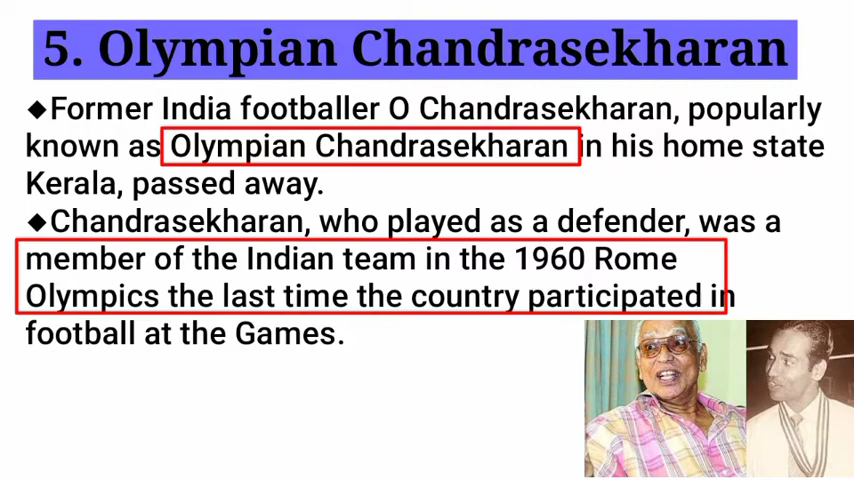 5. Olympian Chandrasekharan
◆Former India footballer O Chandrasekharan, popularly
known as Olympian Chandrasekharan in his home state
Kerala, passed away.
◆Chandrasekharan, who played as a defender, was a
member of the Indian team in the 1960 Rome
Olympics the last time the country participated in
football at the Games.